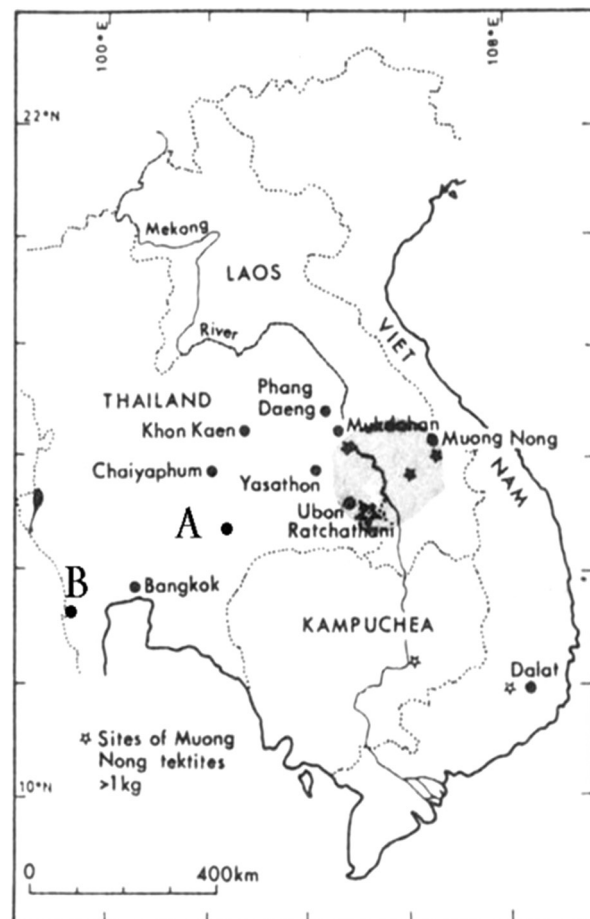 100°E
108°E
22°N
Mekong
LAOS
River
VIET
NAM
THAILAND
Phang
Daeng
Khon Kaen
Mukdahan
Muong Nong
Chaiyaphum
Yasathon
A
Ubon
Ratchathani
B
Bangkok
KAMPUCHEA
Dalat
Sites of Muong
Nong tektites
>1kg
10°N
0
400km